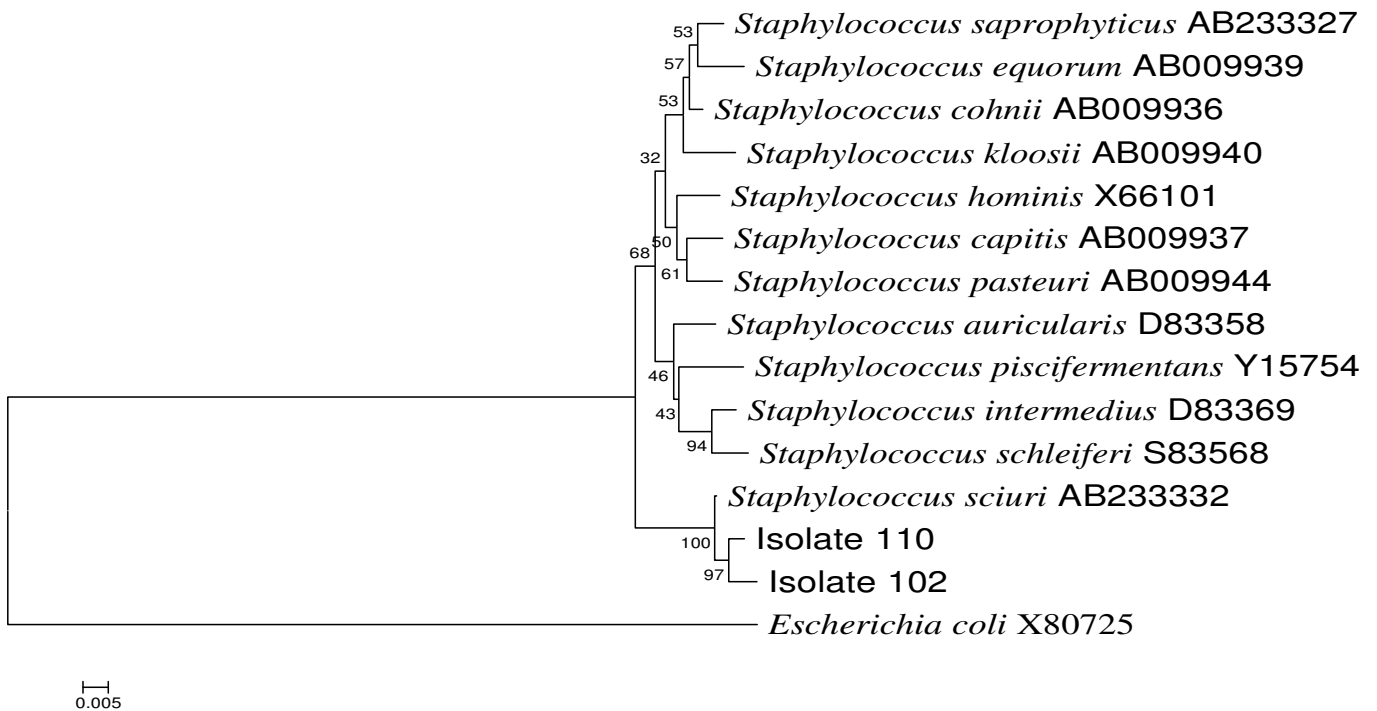 53
Staphylococcus saprophyticus AB233327
57
Staphylococcus equorum AB009939
53
Staphylococcus cohnii AB009936
32
Staphylococcus kloosii AB009940
Staphylococcus hominis X66101
50
Staphylococcus capitis AB009937
68
61
Staphylococcus pasteuri AB009944
Staphylococcus auricularis D83358
46
Staphylococcus piscifermentans Y15754
43
Staphylococcus intermedius D83369
94
Staphylococcus schleiferi S83568
Staphylococcus sciuri AB233332
100
Isolate 110
97
Isolate 102
Escherichia coli X80725
0.005